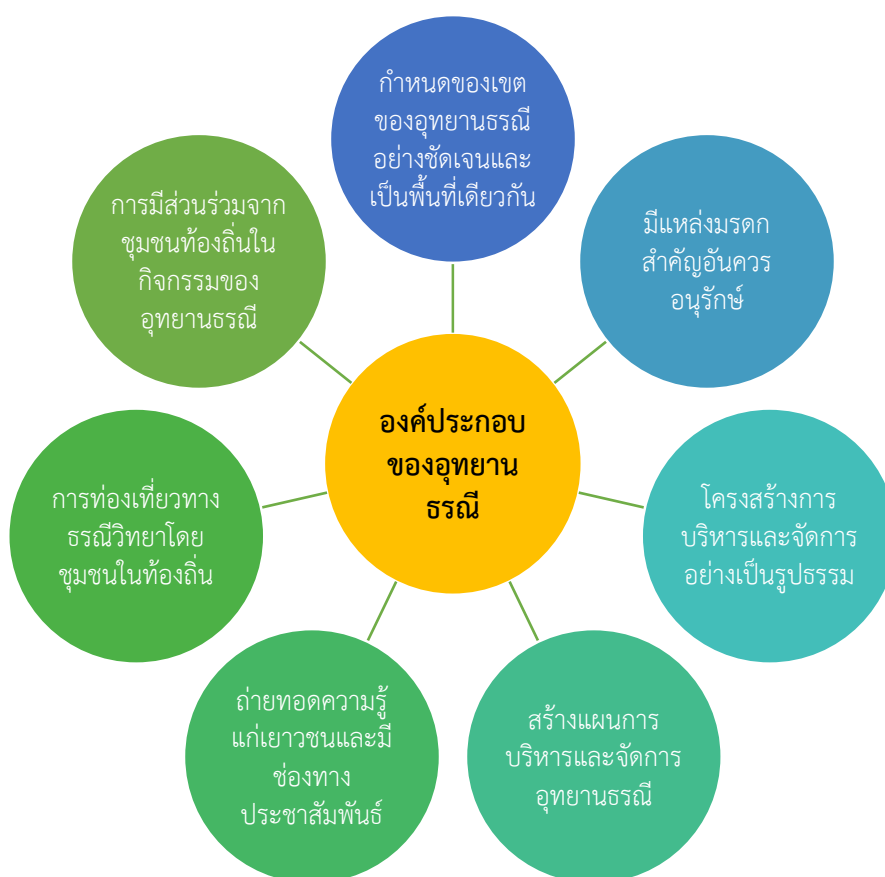 กำหนดของเขต
ของอุทยานธรณี
อย่างชัดเจนและ
เป็นพื้นที่เดียวกัน
มีแหล่งมรดก
สำคัญอันควร
อนุรักษ์
โครงสร้างการ
บริหารและจัดการ
อย่างเป็นรูปธรรม
สร้างแผนการ
บริหารและจัดการ
อุทยานธรณี
ถ่ายทอดความรู้
แก่เยาวชนและมี
ช่องทาง
ประชาสัมพันธ์
การท่องเที่ยวทาง
ธรณีวิทยาโดย
ชุมชนในท้องถิ่น
การมีส่วนร่วมจาก
ชุมชนท้องถิ่นใน
กิจกรรมของ
อุทยานธรณี
องค์ประกอบ
ของอุทยาน
ธรณี